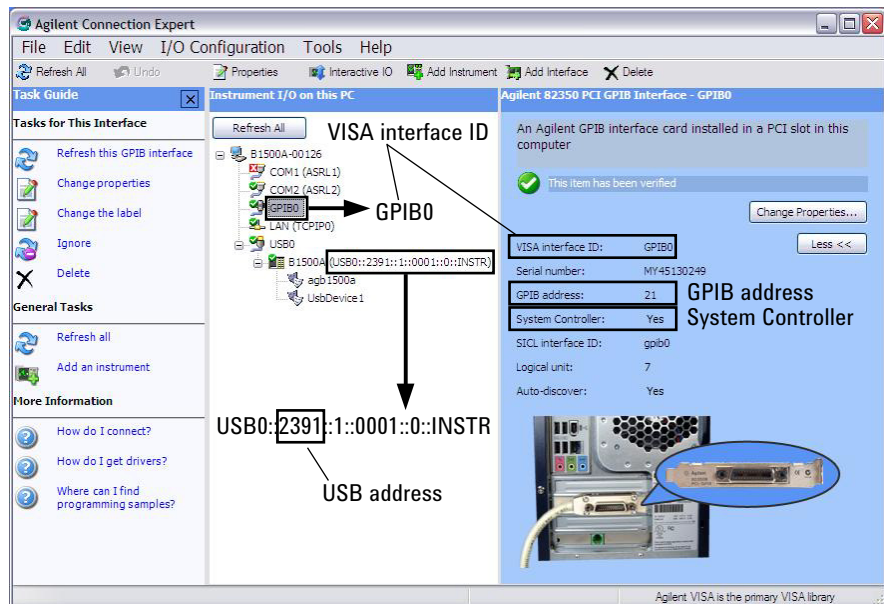 Agilent Connection Expert
File Edit View I/O Configuration Tools Help
Refresh All Undo Properties Interactive IO Add Instrument Add Interface Delete
Task Guide
Tasks for This Interface
Refresh this GPIB interface
Change properties
Change the label
Ignore
Delete
General Tasks
Refresh all
Add an instrument
More Information
How do I connect?
How do I get drivers?
Where can I find
programming samples?
Instrument I/O on this PC
Refresh All
VISA interface ID
B1500A-00126
COM1 (ASRL1)
COM2 (ASRL2)
GPIB0
GPIB0
LAN (TCPIP0)
USB0
B1500A (USB0::2391::1::0001::0::INSTR)
agb1500a
UsbDevice1
USB0::2391::1::0001::0::INSTR
USB address
Agilent 82350 PCI GPIB Interface - GPIB0
An Agilent GPIB interface card installed in a PCI slot in this
computer
This item has been verified
Change Properties...
VISA interface ID: GPIB0
Less <<
Serial number: MY45130249
GPIB address: 21
GPIB address
System Controller: Yes
System Controller
SICL interface ID: gpib0
Logical unit: 7
Auto-discover: Yes
Agilent
Agilent VISA is the primary VISA library